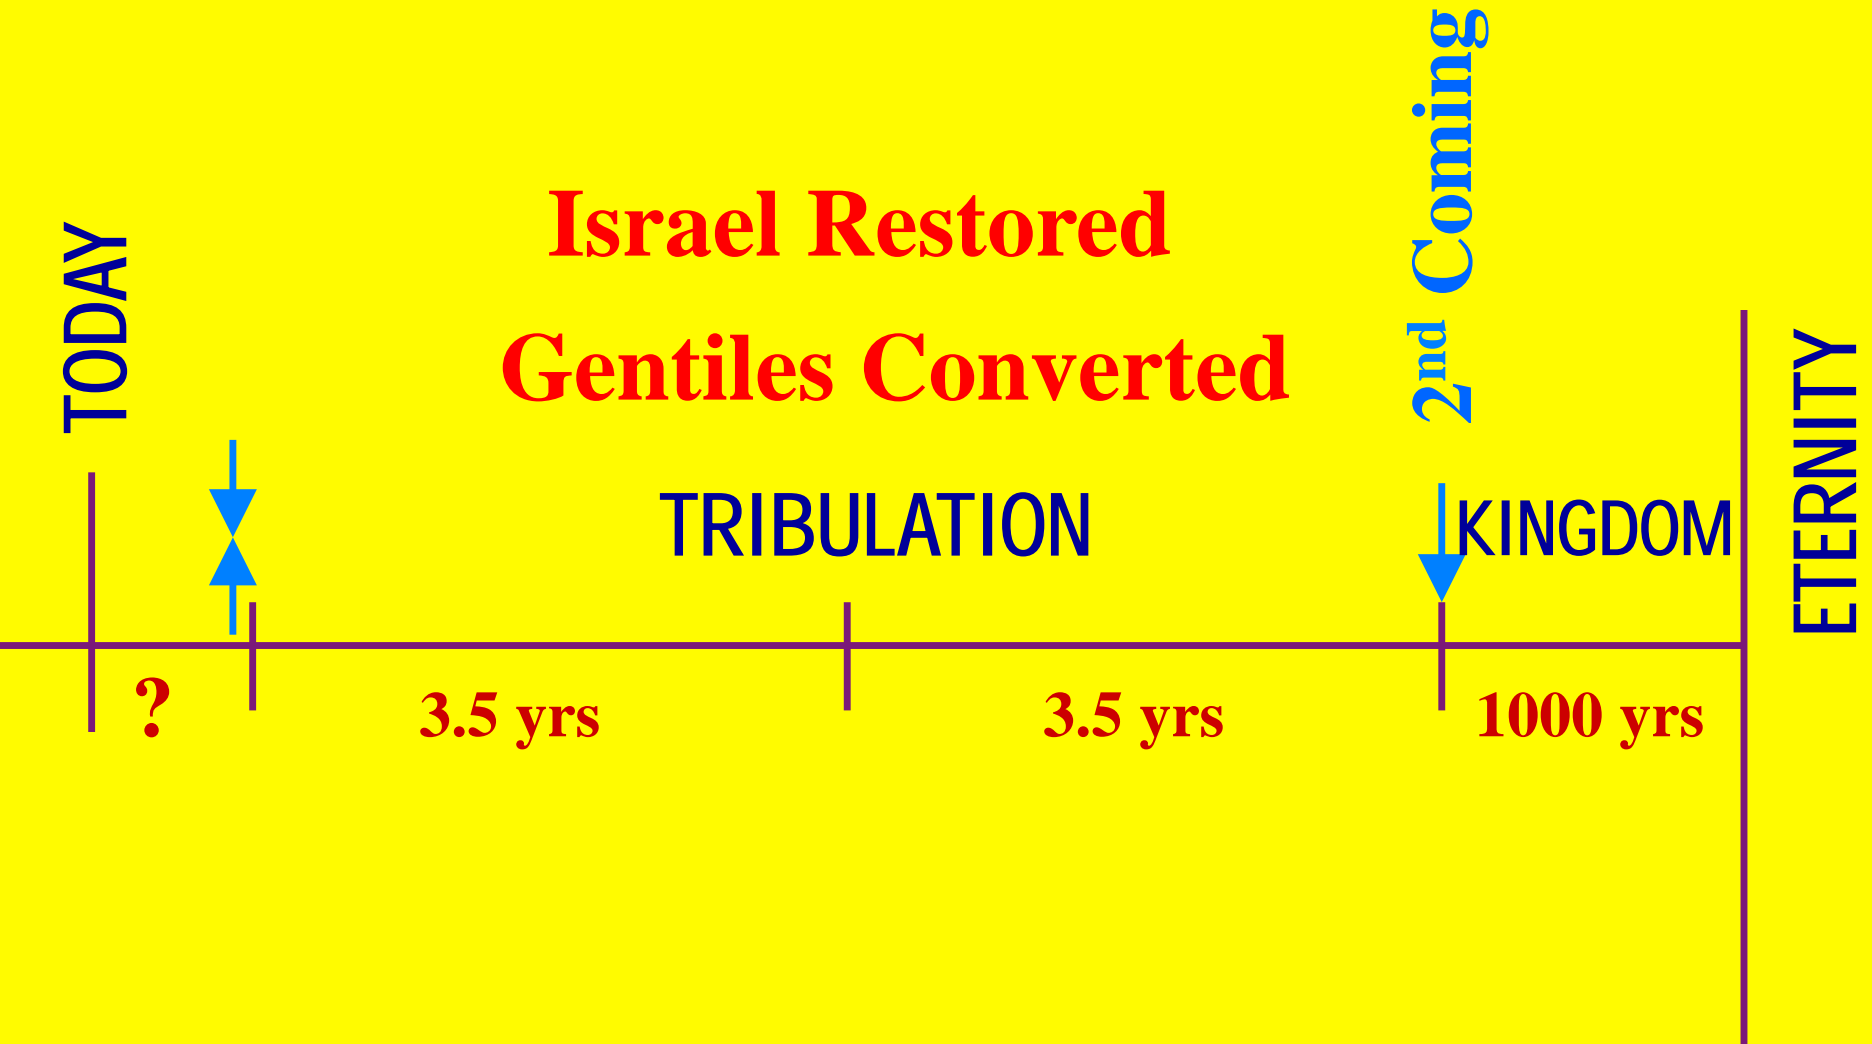 TODAY
Israel Restored
Gentiles Converted
2nd Coming
TRIBULATION
KINGDOM
ETERNITY
?
3.5 yrs
3.5 yrs
1000 yrs